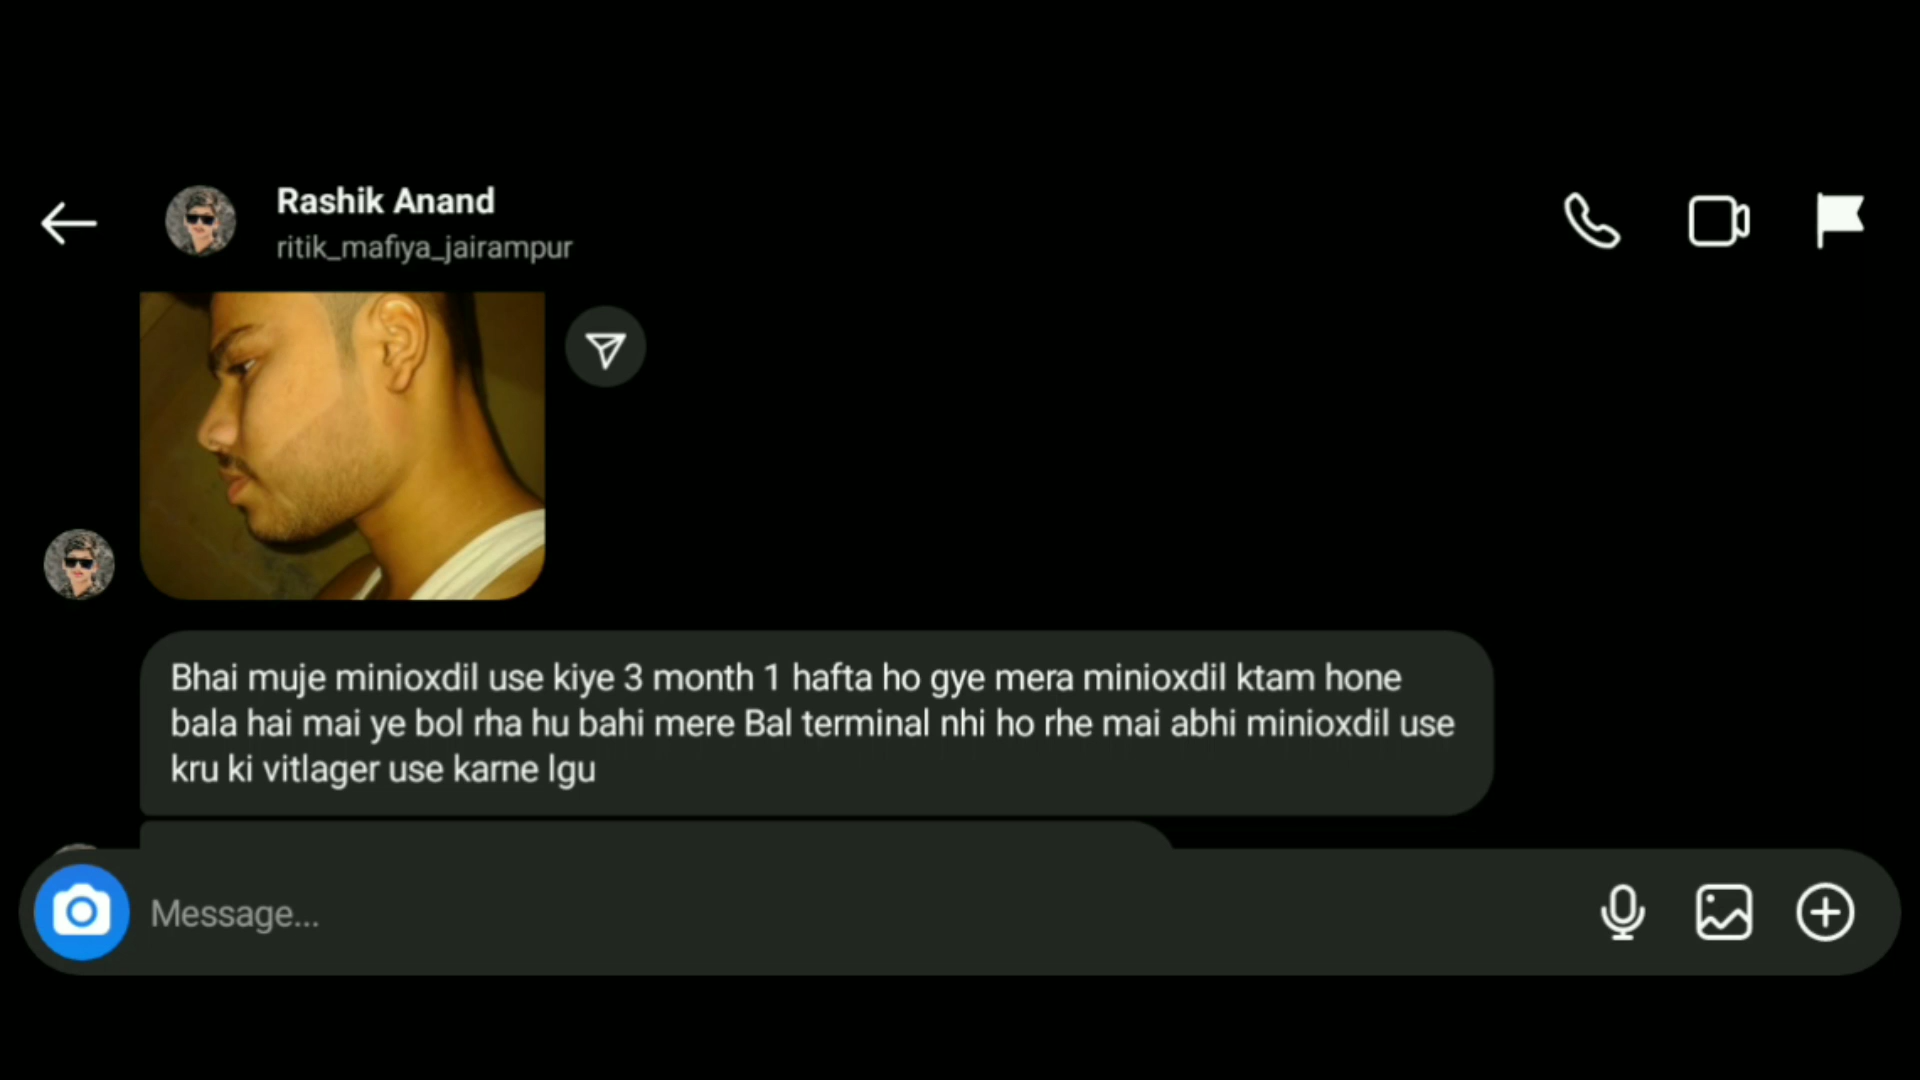 Rashik Anand
ritik_mafiya_jairampur
Bhai muje minioxdil use kiye 3 month 1 hafta ho gye mera minioxdil ktam hone
bala hai mai ye bol rha hu bahi mere Bal terminal nhi ho rhe mai abhi minioxdil use
kru ki vitlager use karne lgu
Message...